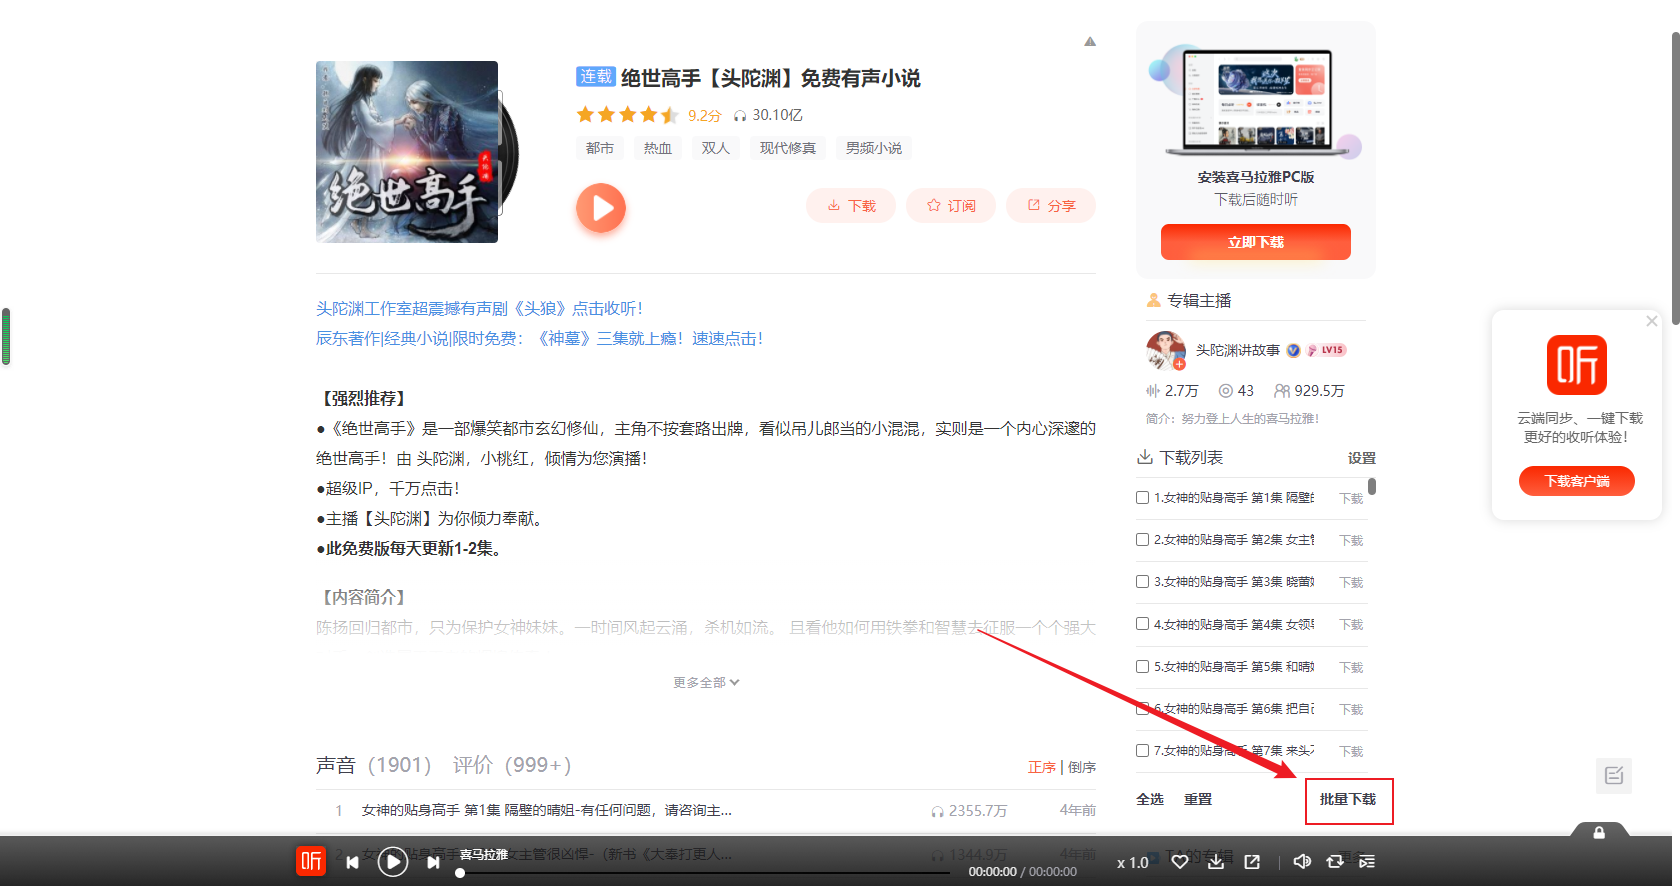 连载 绝世高手【头陀渊】免费有声小说
9.2分 30.10亿
都市 热血 双人 现代修真 男频小说
下载 订阅 分享
绝世高手
头陀渊工作室超震撼有声剧《头狼》点击收听！
辰东著作|经典小说|限时免费：《神墓》三集就上瘾！速速点击！
【强烈推荐】
●《绝世高手》是一部爆笑都市玄幻修仙，主角不按套路出牌，看似吊儿郎当的小混混，实则是一个内心深邃的
绝世高手！由 头陀渊，小桃红，倾情为您演播！
●超级IP，千万点击！
●主播【头陀渊】为你倾力奉献。
●此免费版每天更新1-2集。
【内容简介】
陈扬回归都市，只为保护女神妹妹。一时间风起云涌，杀机如流。 且看他如何用铁拳和智慧去征服一个个强大
更多全部
声音（1901） 评价（999+）
正序 | 倒序
1 女神的贴身高手 第1集 隔壁的晴姐-有任何问题，请咨询主... 2355.7万 4年前
2 女神的贴身高手 第2集 女主管很凶悍-（新书《大奉打更人... 1344.9万 4年前
安装喜马拉雅PC版
下载后随时听
立即下载
专辑主播
头陀渊讲故事 LV15
2.7万 43 929.5万
简介：努力登上人生的喜马拉雅！
下载列表 设置
1.女神的贴身高手 第1集 隔壁 下载
2.女神的贴身高手 第2集 女主 下载
3.女神的贴身高手 第3集 晓茵 下载
4.女神的贴身高手 第4集 女领 下载
5.女神的贴身高手 第5集 和晴 下载
6.女神的贴身高手 第6集 把自 下载
7.女神的贴身高手 第7集 来头 下载
全选 重置 批量下载
TA的专辑 更多
听
云端同步、一键下载
更好的收听体验！
下载客户端
听
喜马拉雅
00:00:00 / 00:00:00
x 1.0